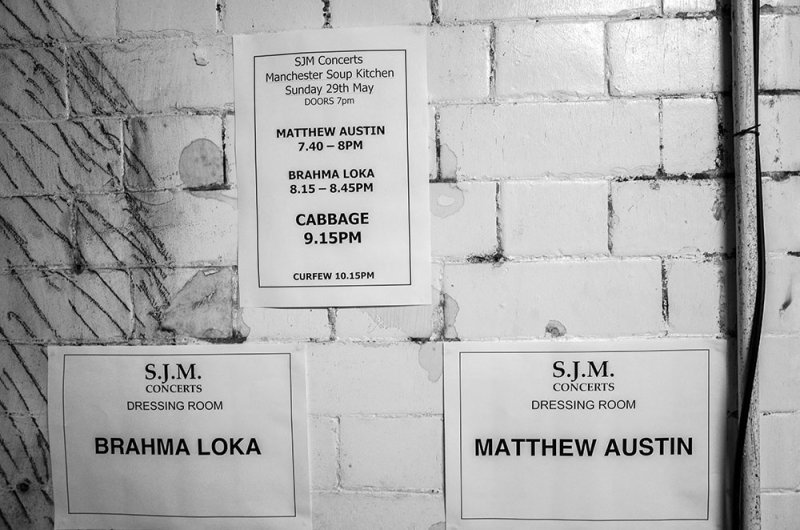 SJM Concerts
Manchester Soup Kitchen
Sunday 29th May
DOORS 7pm
MATTHEW AUSTIN
7.40 – 8PM
BRAHMA LOKA
8.15 – 8.45PM
CABBAGE
9.15PM
CURFEW 10.15PM
S.J.M.
CONCERTS
DRESSING ROOM
BRAHMA LOKA
S.J.M.
CONCERTS
DRESSING ROOM
MATTHEW AUSTIN